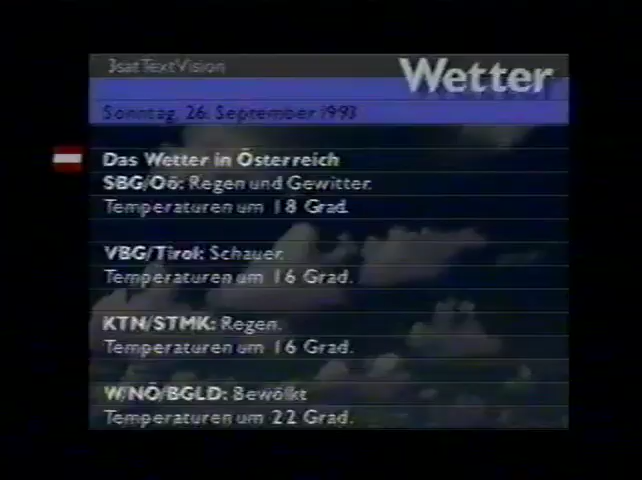 3satTextVision
Wetter
Sonntag, 26. September 1993
Das Wetter in Österreich
SBG/Oö: Regen und Gewitter.
Temperaturen um 18 Grad.
VBG/Tirol: Schauer.
Temperaturen um 16 Grad.
KTN/STMK: Regen.
Temperaturen um 16 Grad.
W/NÖ/BGLD: Bewölkt
Temperaturen um 22 Grad.